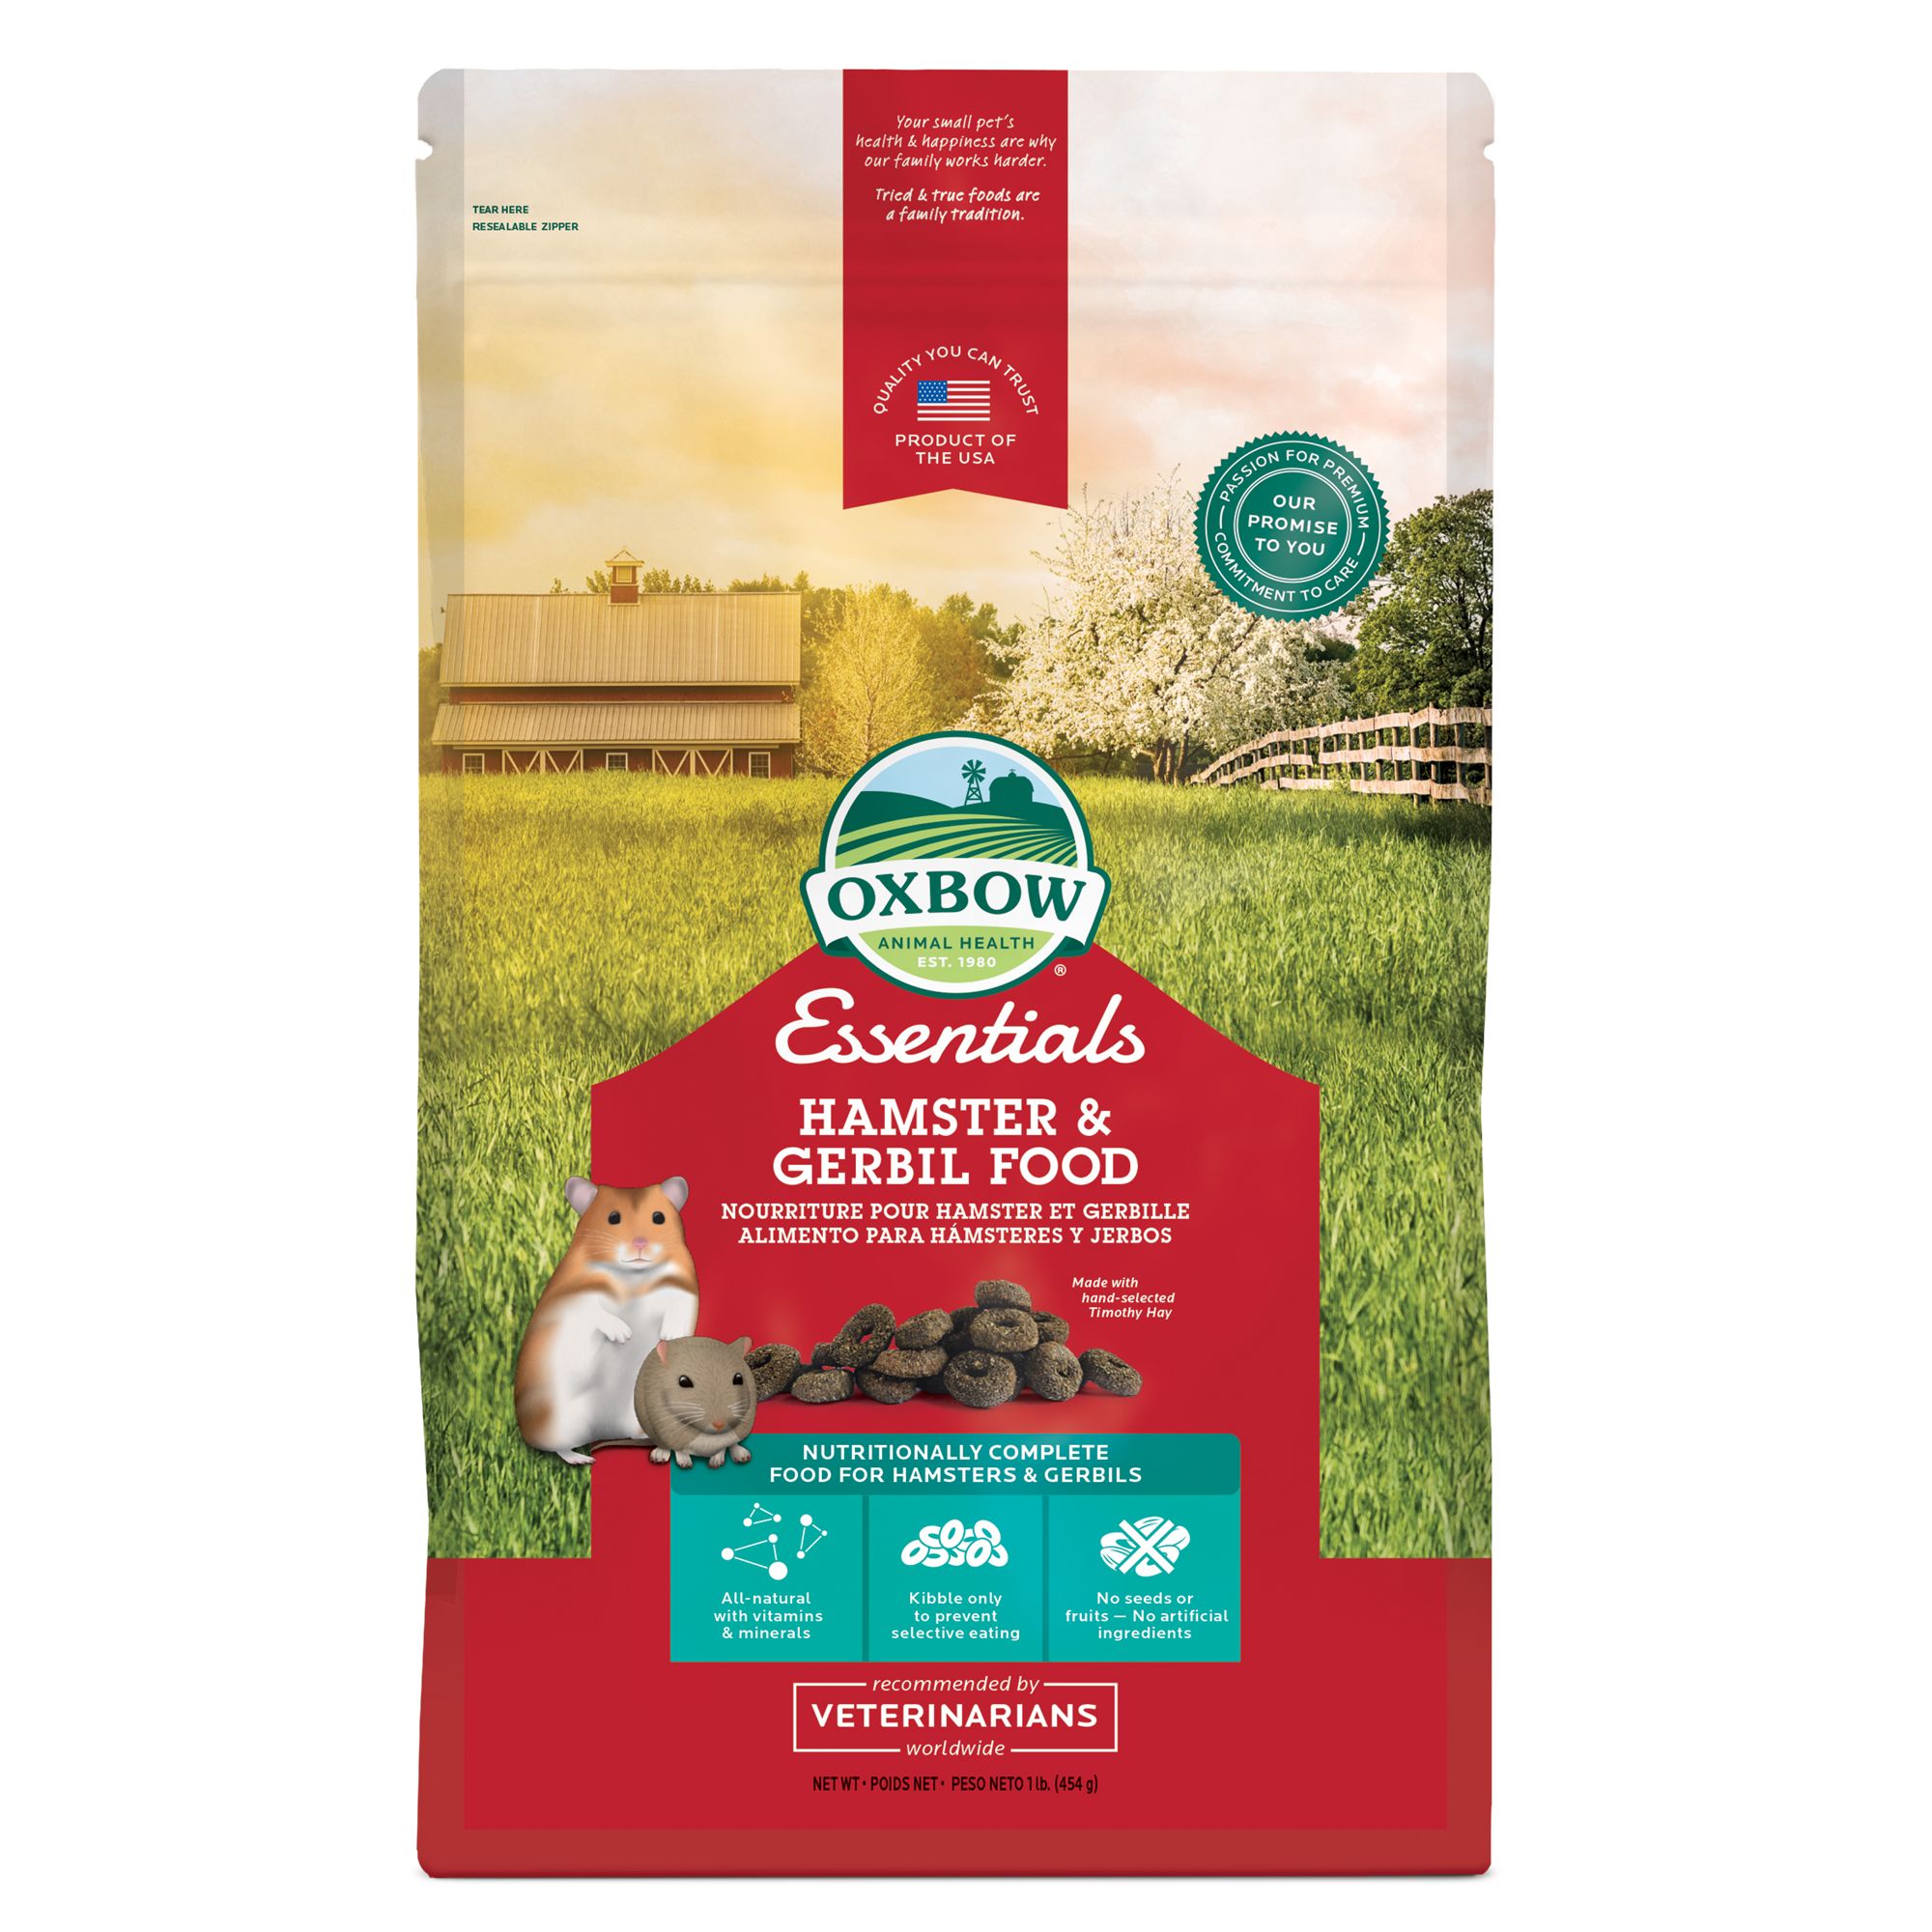 Your small pet's
health & happiness are why
our family works harder.
Tried & true foods are
a family tradition.
TEAR HERE
RESEALABLE ZIPPER
QUALITY YOU CAN TRUST
PRODUCT OF
THE USA
PASSION FOR PREMIUM
OUR
PROMISE
TO YOU
COMMITMENT TO CARE
OXBOW
ANIMAL HEALTH
EST. 1980
®
Essentials
HAMSTER &
GERBIL FOOD
NOURRITURE POUR HAMSTER ET GERBILLE
ALIMENTO PARA HÁMSTERES Y JERBOS
Made with
hand-selected
Timothy Hay
NUTRITIONALLY COMPLETE
FOOD FOR HAMSTERS & GERBILS
All-natural
with vitamins
& minerals
Kibble only
to prevent
selective eating
No seeds or
fruits — No artificial
ingredients
recommended by
VETERINARIANS
worldwide
NET WT • POIDS NET • PESO NETO 1 lb. (454 g)